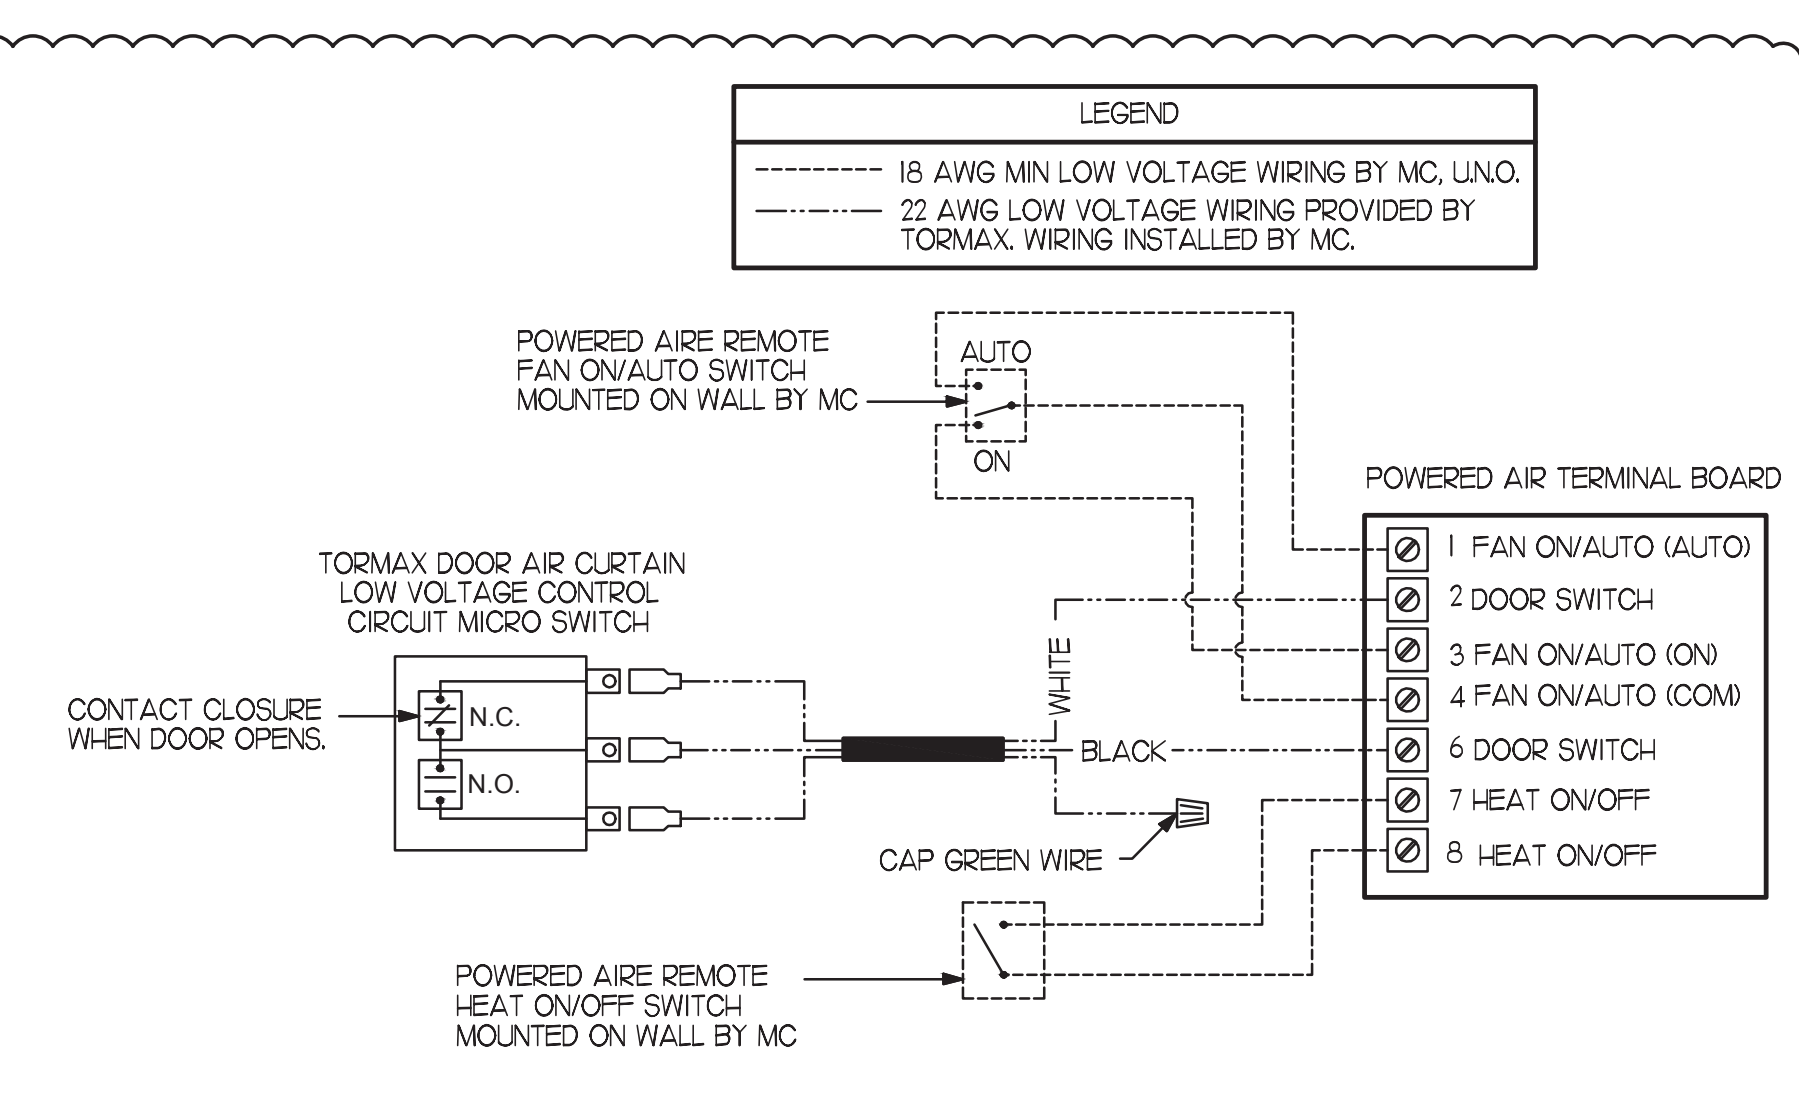 LEGEND
18 AWG MIN LOW VOLTAGE WIRING BY MC, U.N.O.
22 AWG LOW VOLTAGE WIRING PROVIDED BY
TORMAX. WIRING INSTALLED BY MC.
POWERED AIRE REMOTE
FAN ON/AUTO SWITCH
MOUNTED ON WALL BY MC
AUTO
ON
POWERED AIR TERMINAL BOARD
1 FAN ON/AUTO (AUTO)
2 DOOR SWITCH
3 FAN ON/AUTO (ON)
4 FAN ON/AUTO (COM)
6 DOOR SWITCH
7 HEAT ON/OFF
8 HEAT ON/OFF
TORMAX DOOR AIR CURTAIN
LOW VOLTAGE CONTROL
CIRCUIT MICRO SWITCH
CONTACT CLOSURE
WHEN DOOR OPENS.
N.C.
N.O.
WHITE
BLACK
CAP GREEN WIRE
POWERED AIRE REMOTE
HEAT ON/OFF SWITCH
MOUNTED ON WALL BY MC